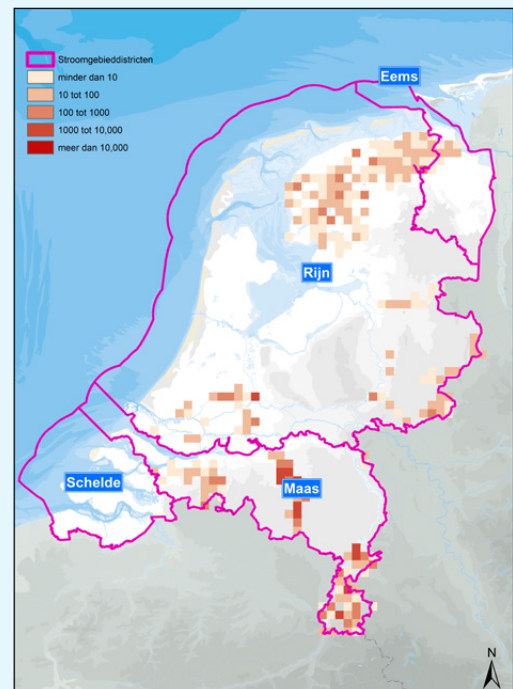 Stroomgebieddistricten
minder dan 10
10 tot 100
100 tot 1000
1000 tot 10,000
meer dan 10,000
Eems
Rijn
Schelde
Maas
N